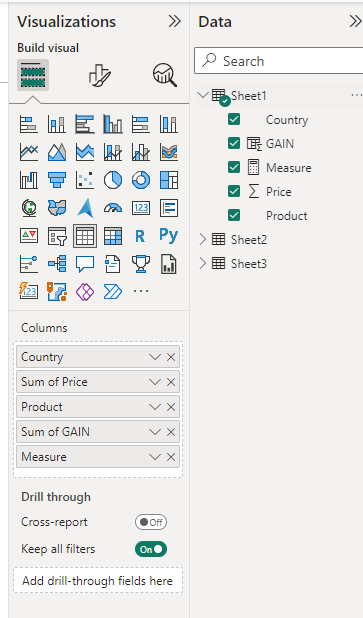 Visualizations
Build visual
123
R
Py
123
...
Columns
Country
Sum of Price
Product
Sum of GAIN
Measure
Drill through
Cross-report
Off
Keep all filters
On
Add drill-through fields here
Data
Search
Sheet1
...
Country
GAIN
Measure
Price
Product
Sheet2
Sheet3